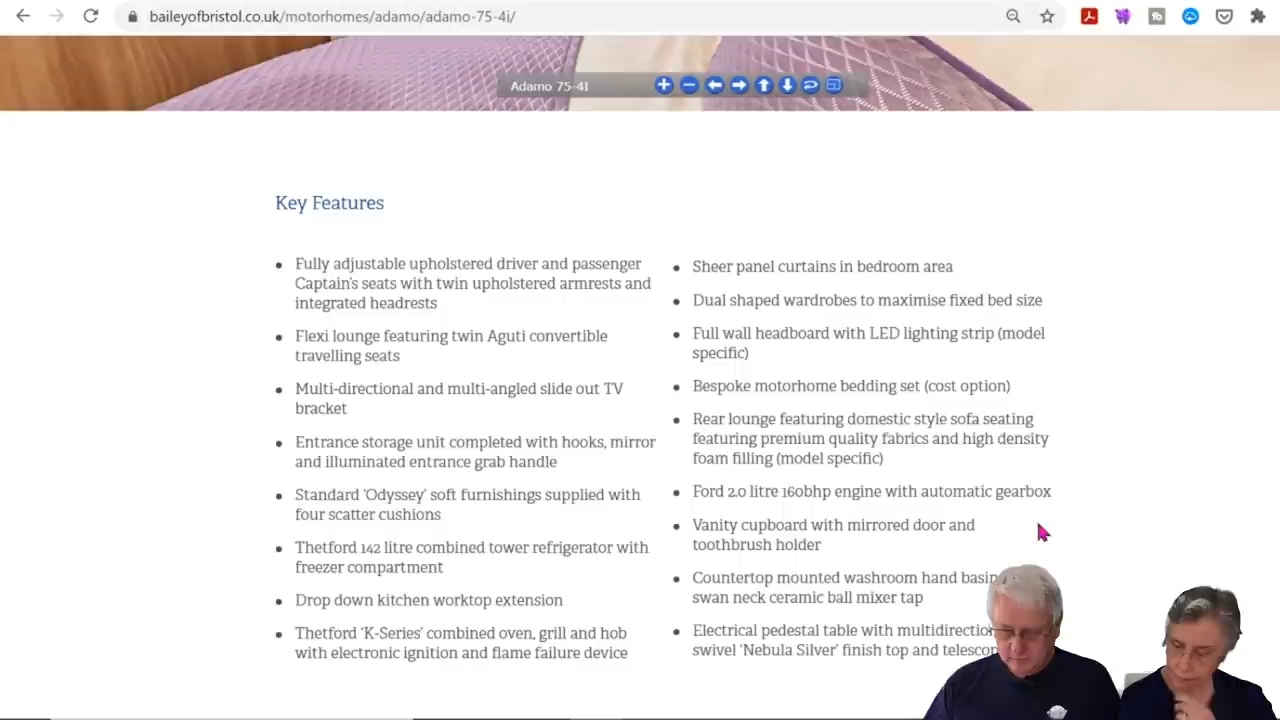 baileyofbristol.co.uk/motorhomes/adamo/adamo-75-4i/
Adamo 75-4I
Key Features
Fully adjustable upholstered driver and passenger
Captain's seats with twin upholstered armrests and
integrated headrests
Flexi lounge featuring twin Aguti convertible
travelling seats
Multi-directional and multi-angled slide out TV
bracket
Entrance storage unit completed with hooks, mirror
and illuminated entrance grab handle
Standard 'Odyssey' soft furnishings supplied with
four scatter cushions
Thetford 142 litre combined tower refrigerator with
freezer compartment
Drop down kitchen worktop extension
Thetford 'K-Series' combined oven, grill and hob
with electronic ignition and flame failure device
Sheer panel curtains in bedroom area
Dual shaped wardrobes to maximise fixed bed size
Full wall headboard with LED lighting strip (model
specific)
Bespoke motorhome bedding set (cost option)
Rear lounge featuring domestic style sofa seating
featuring premium quality fabrics and high density
foam filling (model specific)
Ford 2.0 litre 160bhp engine with automatic gearbox
Vanity cupboard with mirrored door and
toothbrush holder
Countertop mounted washroom hand basin
swan neck ceramic ball mixer tap
Electrical pedestal table with
swivel 'Nebula Silver' finish top and